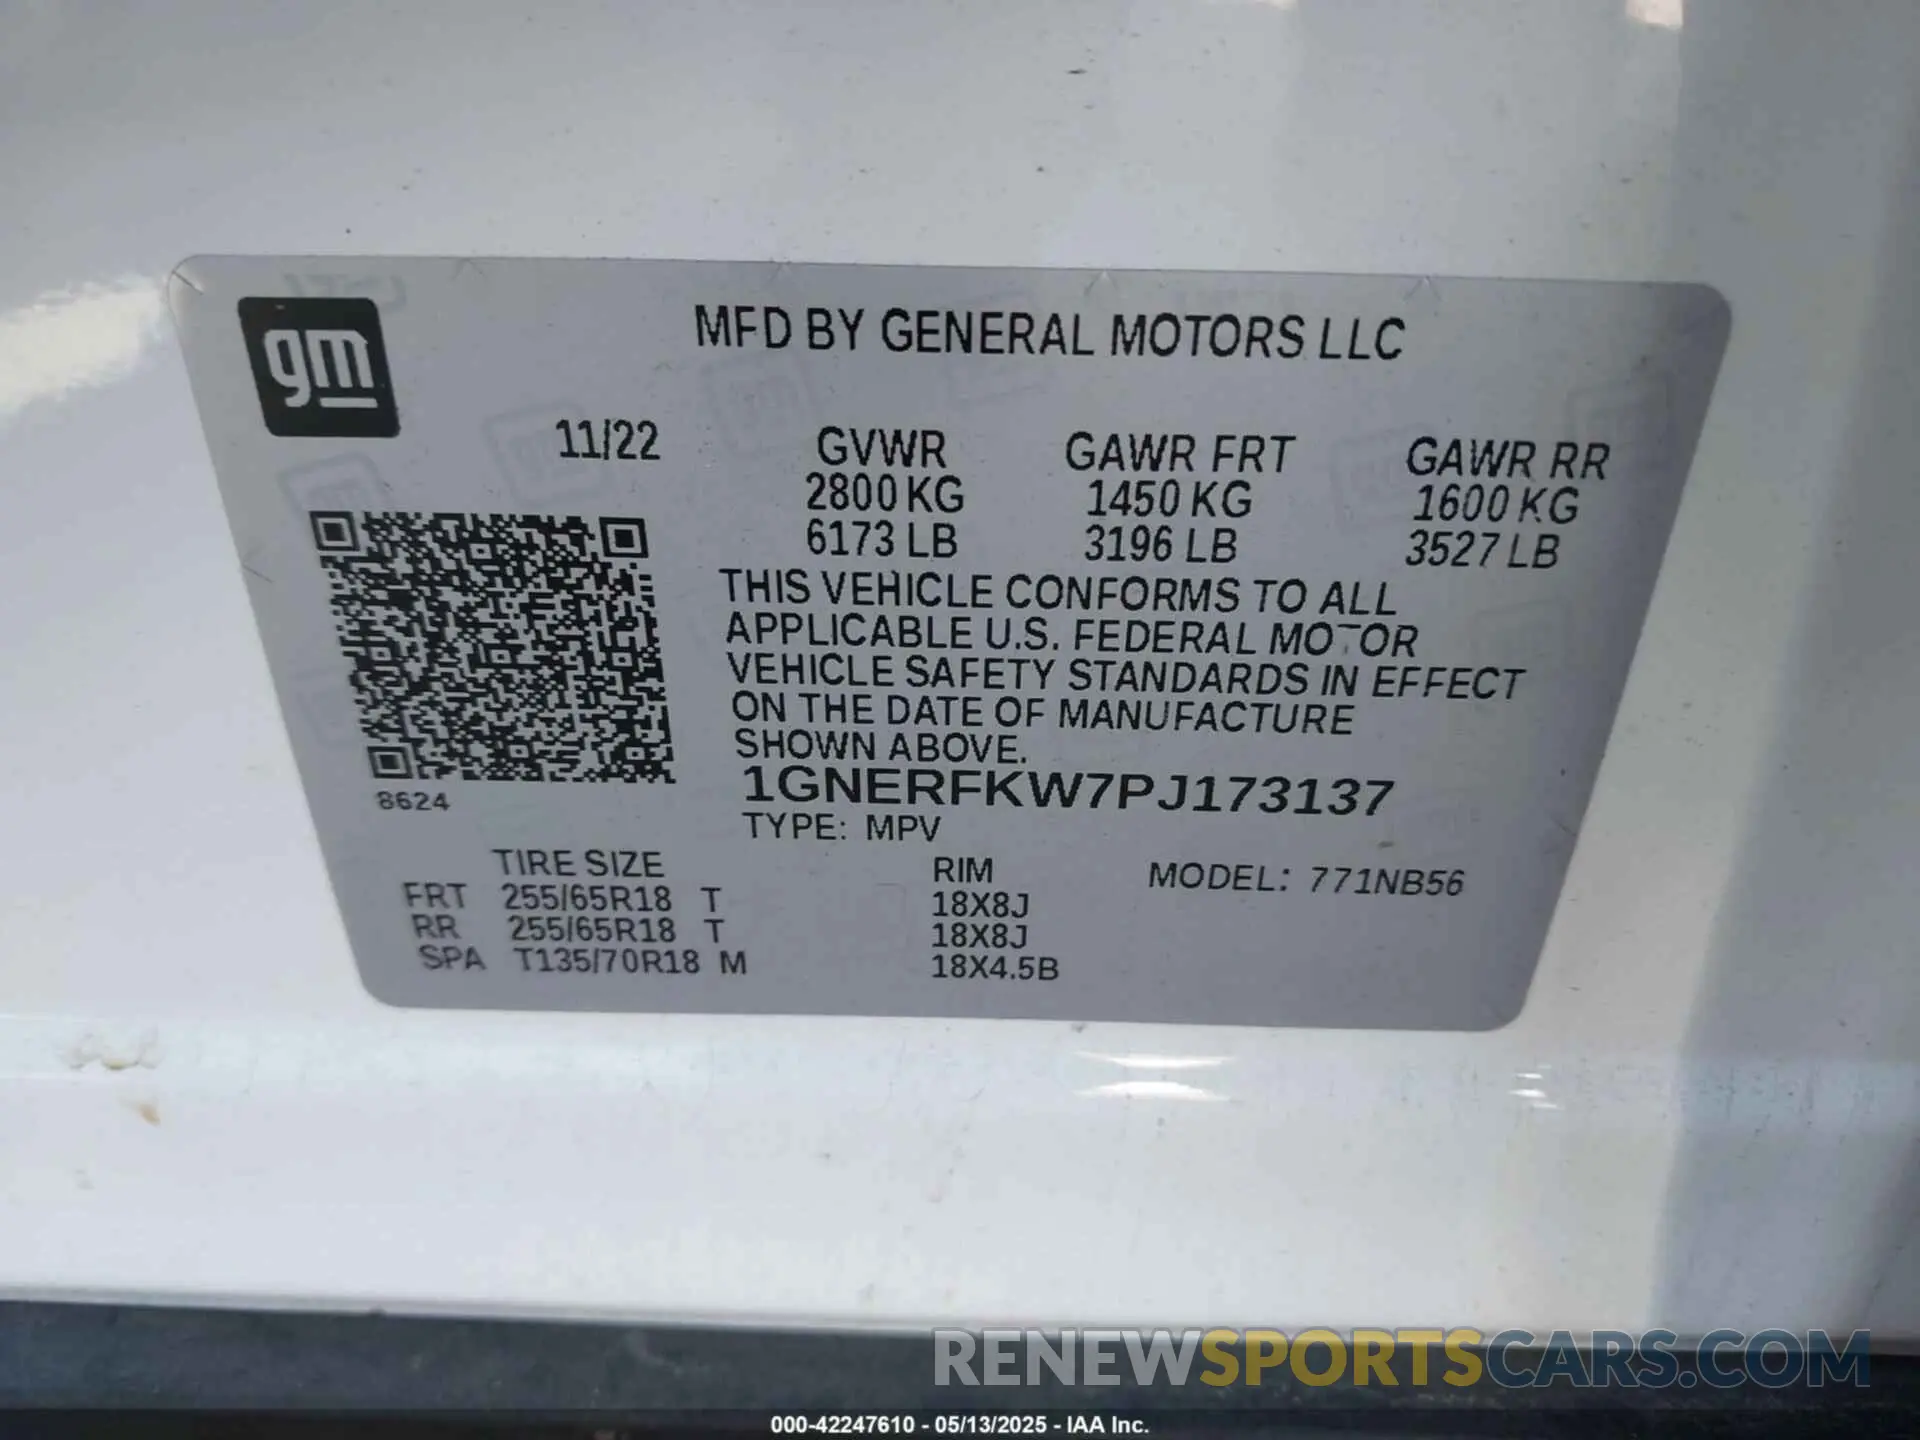 gm
MFD BY GENERAL MOTORS LLC
11/22 GVWR GAWR FRT GAWR RR
2800 KG 1450 KG 1600 KG
6173 LB 3196 LB 3527 LB
THIS VEHICLE CONFORMS TO ALL
APPLICABLE U.S. FEDERAL MOTOR
VEHICLE SAFETY STANDARDS IN EFFECT
ON THE DATE OF MANUFACTURE
SHOWN ABOVE.
1GNERFKW7PJ173137
8624
TYPE: MPV
TIRE SIZE RIM MODEL: 771NB56
FRT 255/65R18 T 18X8J
RR 255/65R18 T 18X8J
SPA T135/70R18 M 18X4.5B
RENEWSPORTSCARS.COM
000-42247610 - 05/13/2025 - IAA Inc.